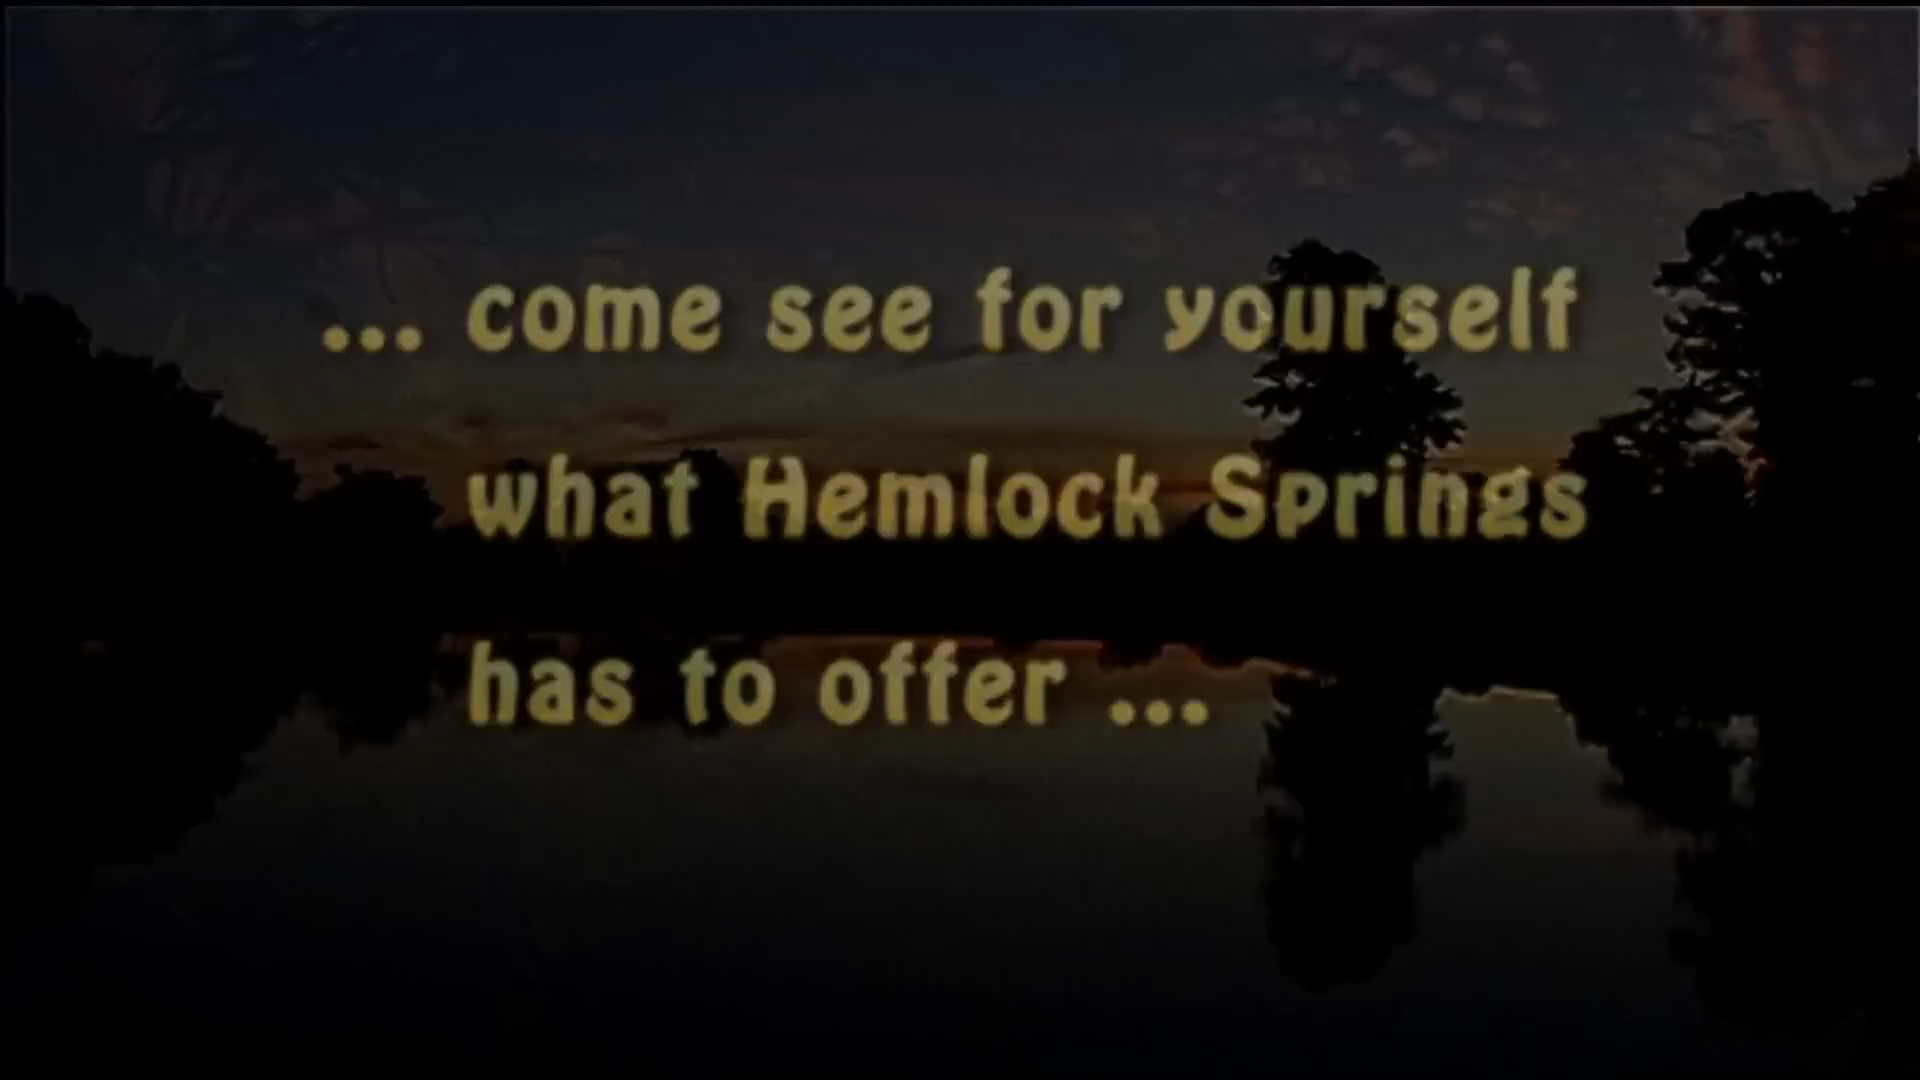 ... come see for yourself
what Hemlock Springs
has to offer ...